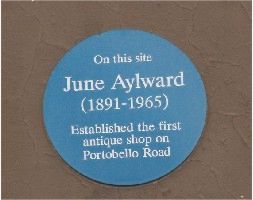 On this site
June Aylward
(1891-1965)
Established the first
antique shop on
Portobello Road